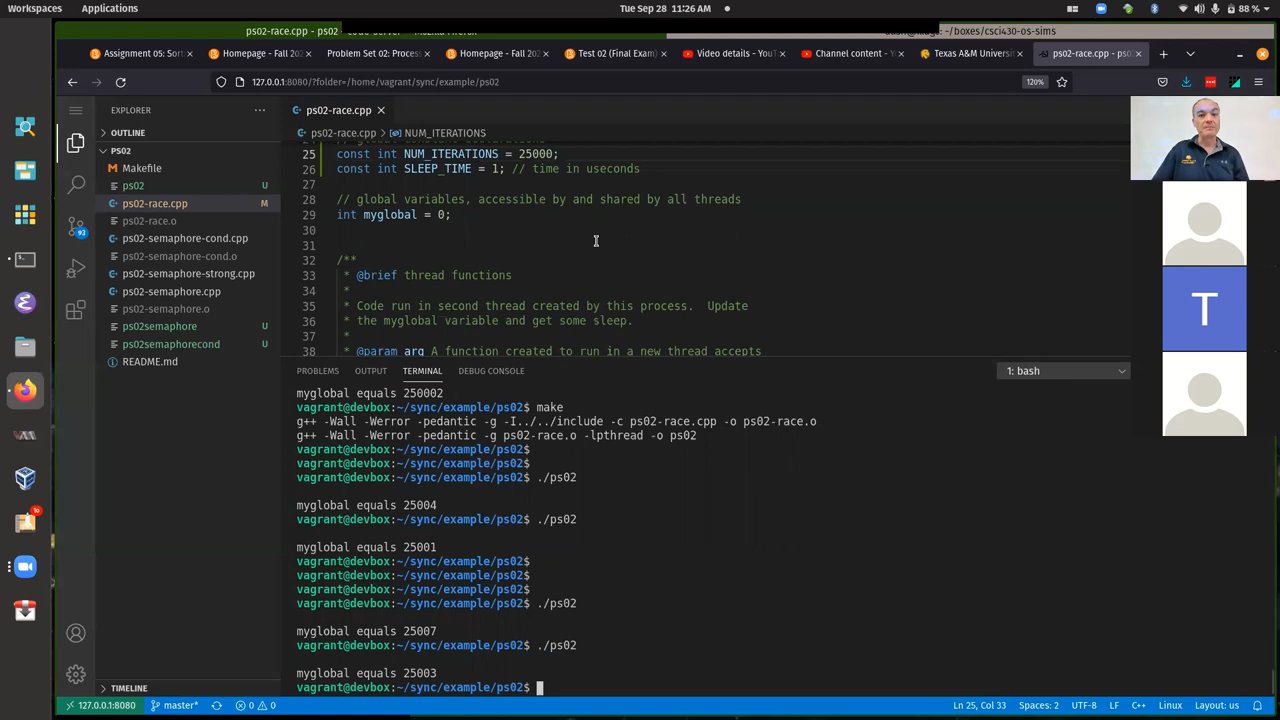 Workspaces
Applications
Tue Sep 28 11:26 AM
88 %
ps02-race.cpp - ps02 - code-server - Mozilla Firefox
Assignment 05: Sort
Homepage - Fall 202
Problem Set 02: Process
Homepage - Fall 202
Test 02 (Final Exam)
Video details - YouT
Channel content - Y
Texas A&M Universit
ps02-race.cpp - ps0
127.0.0.1:8080/?folder=/home/vagrant/sync/example/ps02
120%
EXPLORER
OUTLINE
PS02
Makefile
ps02 U
ps02-race.cpp M
ps02-race.o
ps02-semaphore-cond.cpp
ps02-semaphore-cond.o
ps02-semaphore-strong.cpp
ps02-semaphore.cpp
ps02-semaphore.o
ps02semaphore U
ps02semaphorecond U
README.md
TIMELINE
93
10
ps02-race.cpp
ps02-race.cpp > NUM_ITERATIONS
25 const int NUM_ITERATIONS = 25000;
26 const int SLEEP_TIME = 1; // time in useconds
27
28 // global variables, accessible by and shared by all threads
29 int myglobal = 0;
30
31
32 /**
33 * @brief thread functions
34 *
35 * Code run in second thread created by this process. Update
36 * the myglobal variable and get some sleep.
37 *
38 * @param arg A function created to run in a new thread accepts
PROBLEMS
OUTPUT
TERMINAL
DEBUG CONSOLE
1: bash
myglobal equals 250002
vagrant@devbox:~/sync/example/ps02$ make
g++ -Wall -Werror -pedantic -g -I../../include -c ps02-race.cpp -o ps02-race.o
g++ -Wall -Werror -pedantic -g ps02-race.o -lpthread -o ps02
vagrant@devbox:~/sync/example/ps02$
vagrant@devbox:~/sync/example/ps02$
vagrant@devbox:~/sync/example/ps02$ ./ps02
myglobal equals 25004
vagrant@devbox:~/sync/example/ps02$ ./ps02
myglobal equals 25001
vagrant@devbox:~/sync/example/ps02$
vagrant@devbox:~/sync/example/ps02$
vagrant@devbox:~/sync/example/ps02$
vagrant@devbox:~/sync/example/ps02$ ./ps02
myglobal equals 25007
vagrant@devbox:~/sync/example/ps02$ ./ps02
myglobal equals 25003
vagrant@devbox:~/sync/example/ps02$
T
127.0.0.1:8080
master*
0
0
Ln 25, Col 33
Spaces: 2
UTF-8
LF
C++
Linux
Layout: us